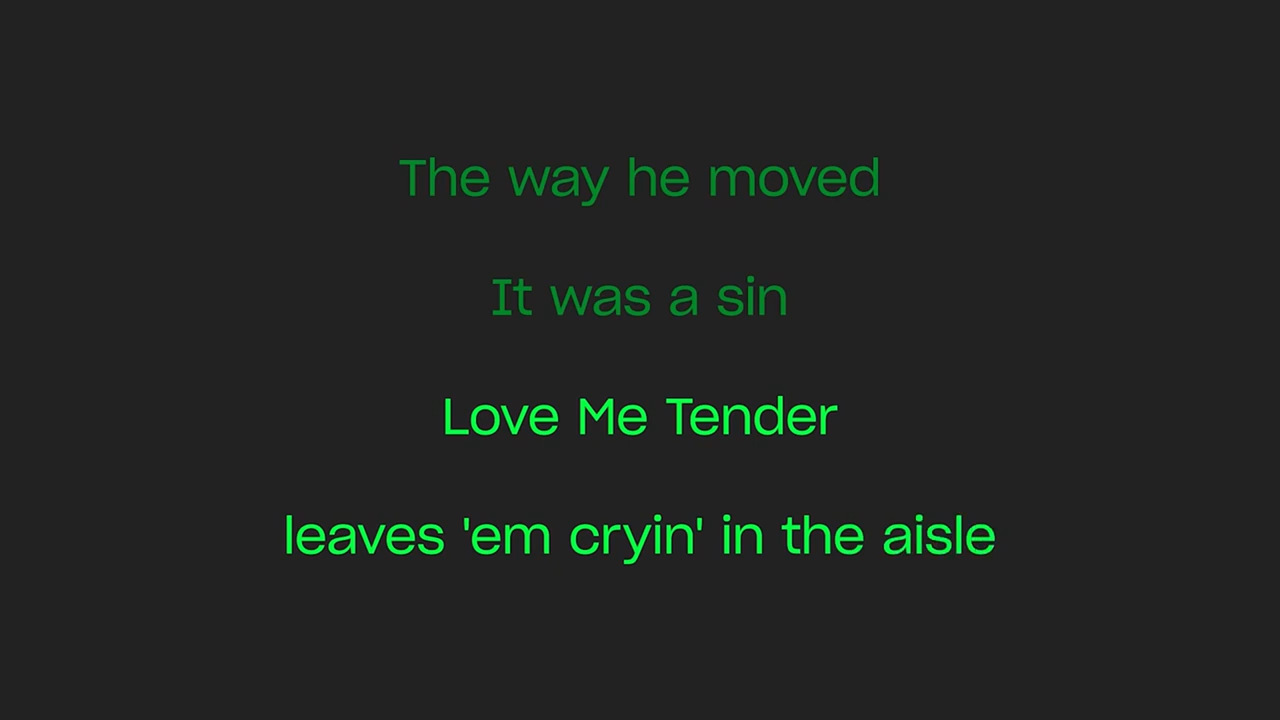 The way he moved
It was a sin
Love Me Tender
leaves 'em cryin' in the aisle